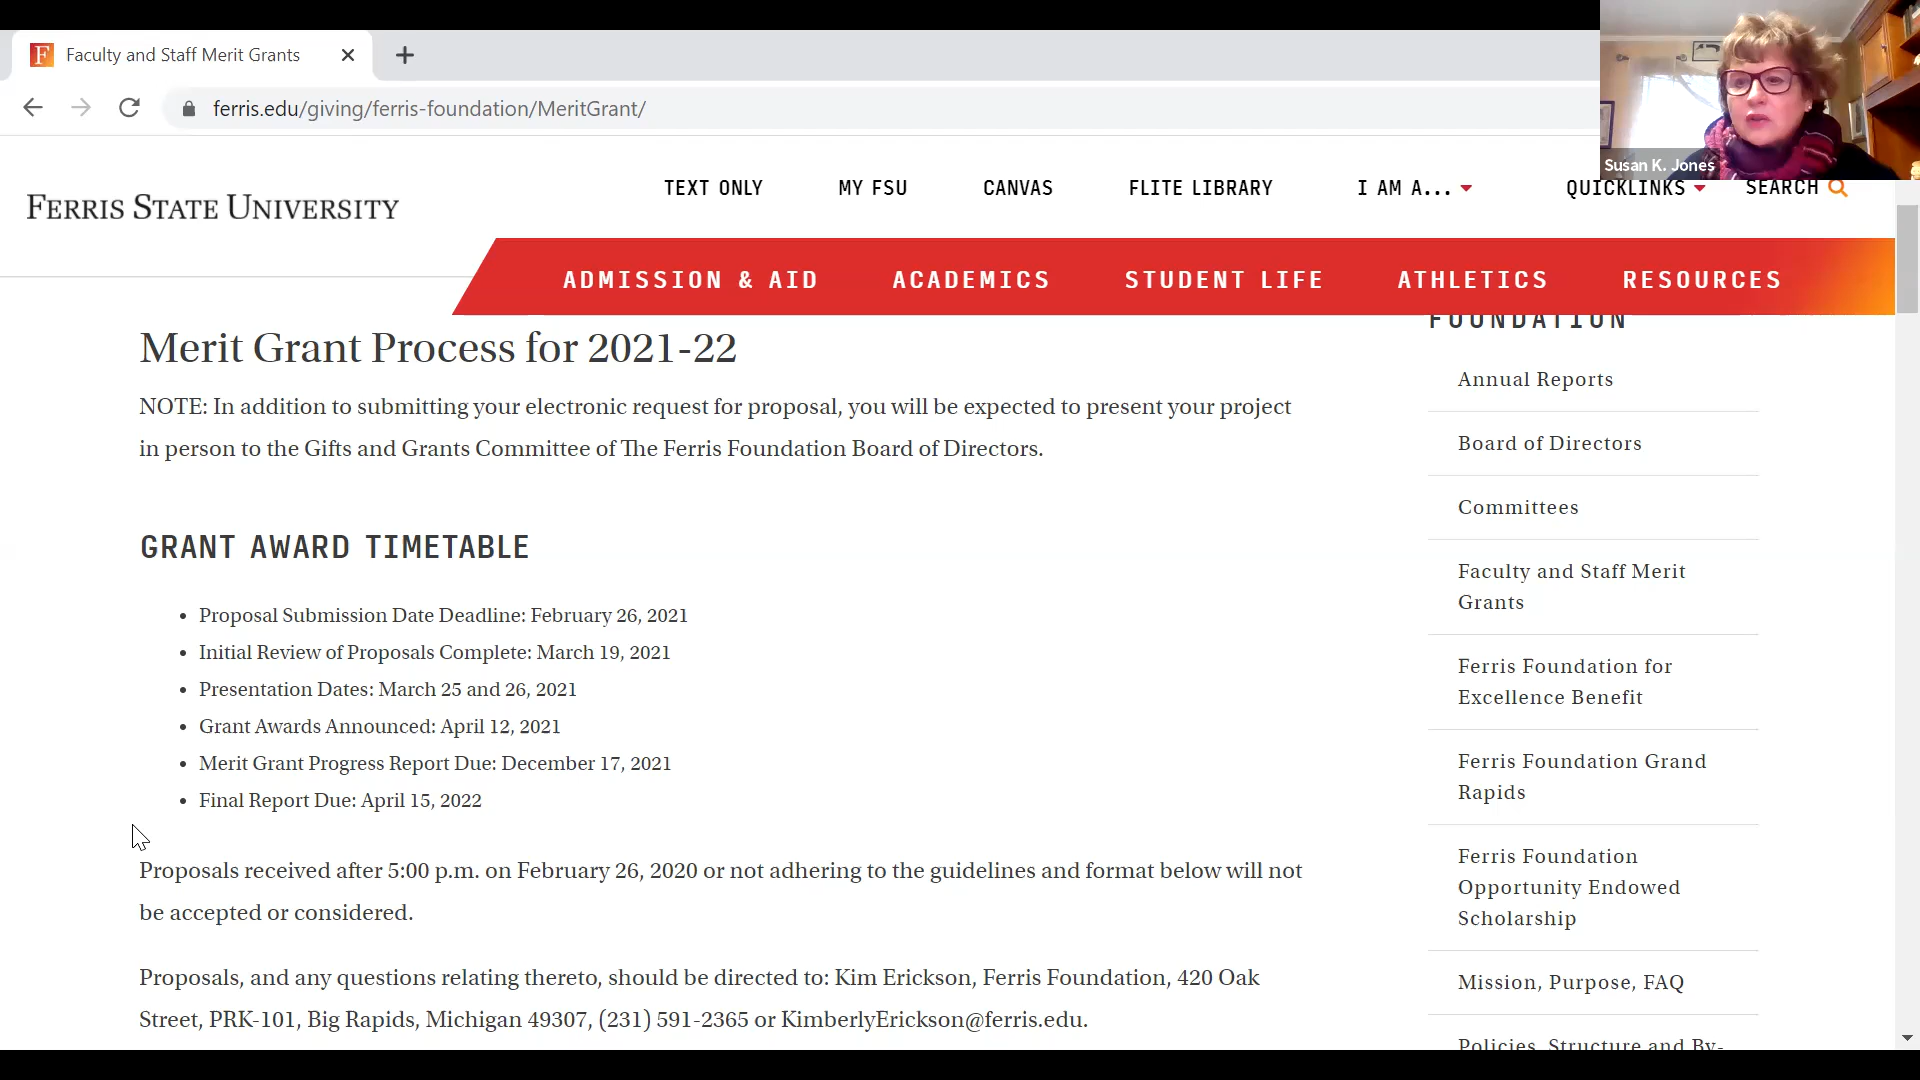 Faculty and Staff Merit Grants
ferris.edu/giving/ferris-foundation/MeritGrant/
Susan K. Jones
FERRIS STATE UNIVERSITY
TEXT ONLY
MY FSU
CANVAS
FLITE LIBRARY
I AM A...
QUICKLINKS
SEARCH
ADMISSION & AID
ACADEMICS
STUDENT LIFE
ATHLETICS
RESOURCES
Merit Grant Process for 2021-22
NOTE: In addition to submitting your electronic request for proposal, you will be expected to present your project
in person to the Gifts and Grants Committee of The Ferris Foundation Board of Directors.
GRANT AWARD TIMETABLE
• Proposal Submission Date Deadline: February 26, 2021
• Initial Review of Proposals Complete: March 19, 2021
• Presentation Dates: March 25 and 26, 2021
• Grant Awards Announced: April 12, 2021
• Merit Grant Progress Report Due: December 17, 2021
• Final Report Due: April 15, 2022
Proposals received after 5:00 p.m. on February 26, 2020 or not adhering to the guidelines and format below will not
be accepted or considered.
Proposals, and any questions relating thereto, should be directed to: Kim Erickson, Ferris Foundation, 420 Oak
Street, PRK-101, Big Rapids, Michigan 49307, (231) 591-2365 or KimberlyErickson@ferris.edu.
FOUNDATION
Annual Reports
Board of Directors
Committees
Faculty and Staff Merit
Grants
Ferris Foundation for
Excellence Benefit
Ferris Foundation Grand
Rapids
Ferris Foundation
Opportunity Endowed
Scholarship
Mission, Purpose, FAQ
Policies, Structure and By-